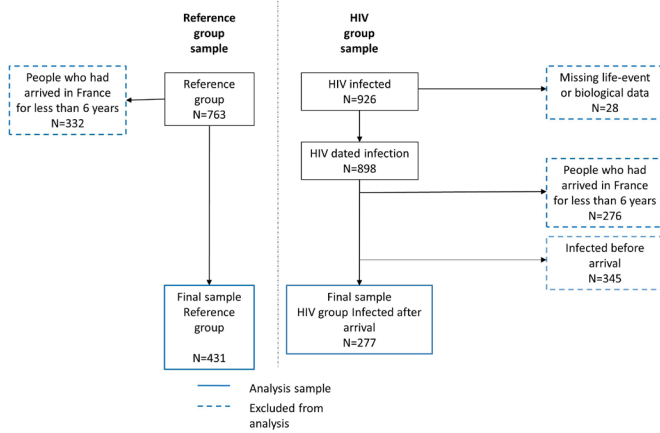 Reference
group
sample
HIV
group
sample
People who had
arrived in France
for less than 6 years
N=332
Reference
group
N=763
HIV infected
N=926
Missing life-event
or biological data
N=28
HIV dated infection
N=898
People who had
arrived in France
for less than 6 years
N=276
Infected before
arrival
N=345
Final sample
Reference
group
N=431
Final sample
HIV group Infected after
arrival
N=277
Analysis sample
Excluded from
analysis